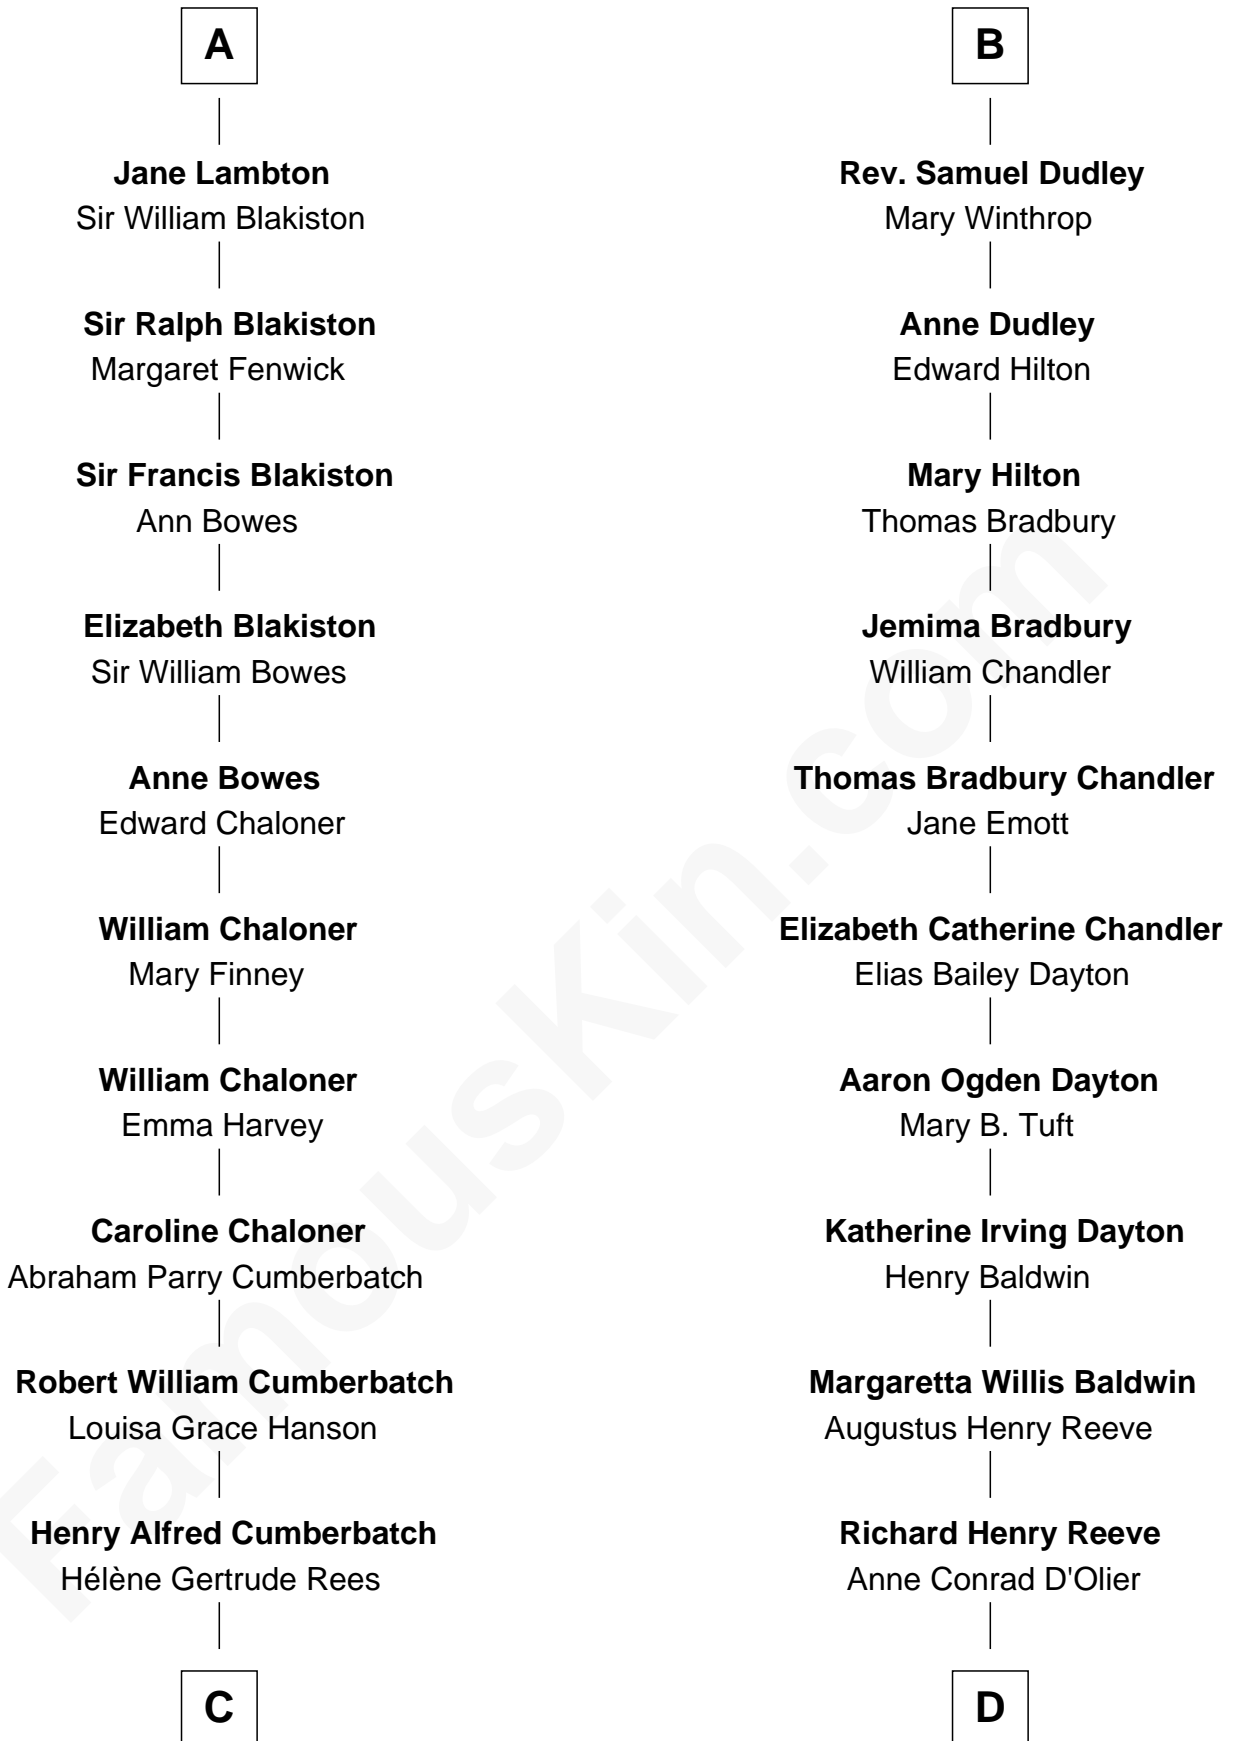 A
Jane Lambton
Sir William Blakiston
Sir Ralph Blakiston
Margaret Fenwick
Sir Francis Blakiston
Ann Bowes
Elizabeth Blakiston
Sir William Bowes
Anne Bowes
Edward Chaloner
William Chaloner
Mary Finney
William Chaloner
Emma Harvey
Caroline Chaloner
Abraham Parry Cumberbatch
Robert William Cumberbatch
Louisa Grace Hanson
Henry Alfred Cumberbatch
Hélène Gertrude Rees
C
B
Rev. Samuel Dudley
Mary Winthrop
Anne Dudley
Edward Hilton
Mary Hilton
Thomas Bradbury
Jemima Bradbury
William Chandler
Thomas Bradbury Chandler
Jane Emott
Elizabeth Catherine Chandler
Elias Bailey Dayton
Aaron Ogden Dayton
Mary B. Tuft
Katherine Irving Dayton
Henry Baldwin
Margaretta Willis Baldwin
Augustus Henry Reeve
Richard Henry Reeve
Anne Conrad D'Olier
D
FamousKin.com